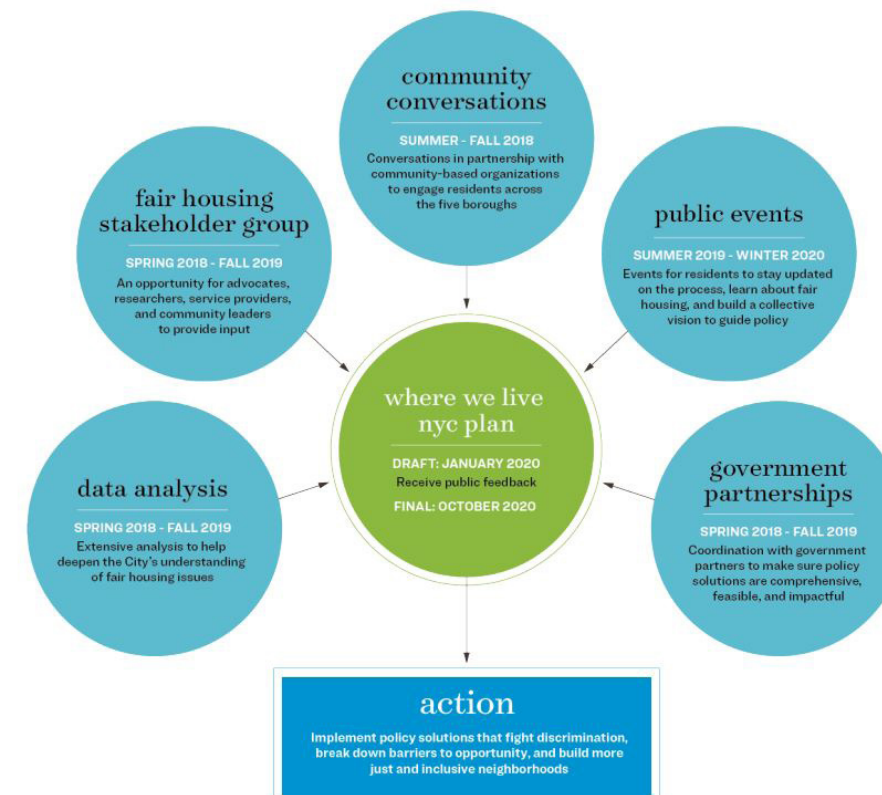 community
conversations
SUMMER - FALL 2018
Conversations in partnership with
community-based organizations
to engage residents across
the five boroughs
fair housing
stakeholder group
SPRING 2018 - FALL 2019
An opportunity for advocates,
researchers, service providers,
and community leaders
to provide input
public events
SUMMER 2019 - WINTER 2020
Events for residents to stay updated
on the process, learn about fair
housing, and build a collective
vision to guide policy
where we live
nyc plan
DRAFT: JANUARY 2020
Receive public feedback
FINAL: OCTOBER 2020
data analysis
SPRING 2018 - FALL 2019
Extensive analysis to help
deepen the City's understanding
of fair housing issues
government
partnerships
SPRING 2018 - FALL 2019
Coordination with government
partners to make sure policy
solutions are comprehensive,
feasible, and impactful
action
Implement policy solutions that fight discrimination,
break down barriers to opportunity, and build more
just and inclusive neighborhoods